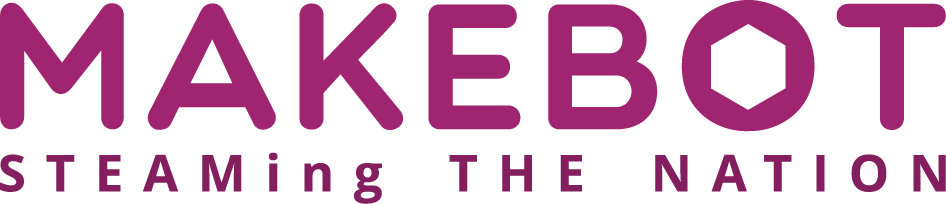 MAKEBOT
STEAMing THE NATION